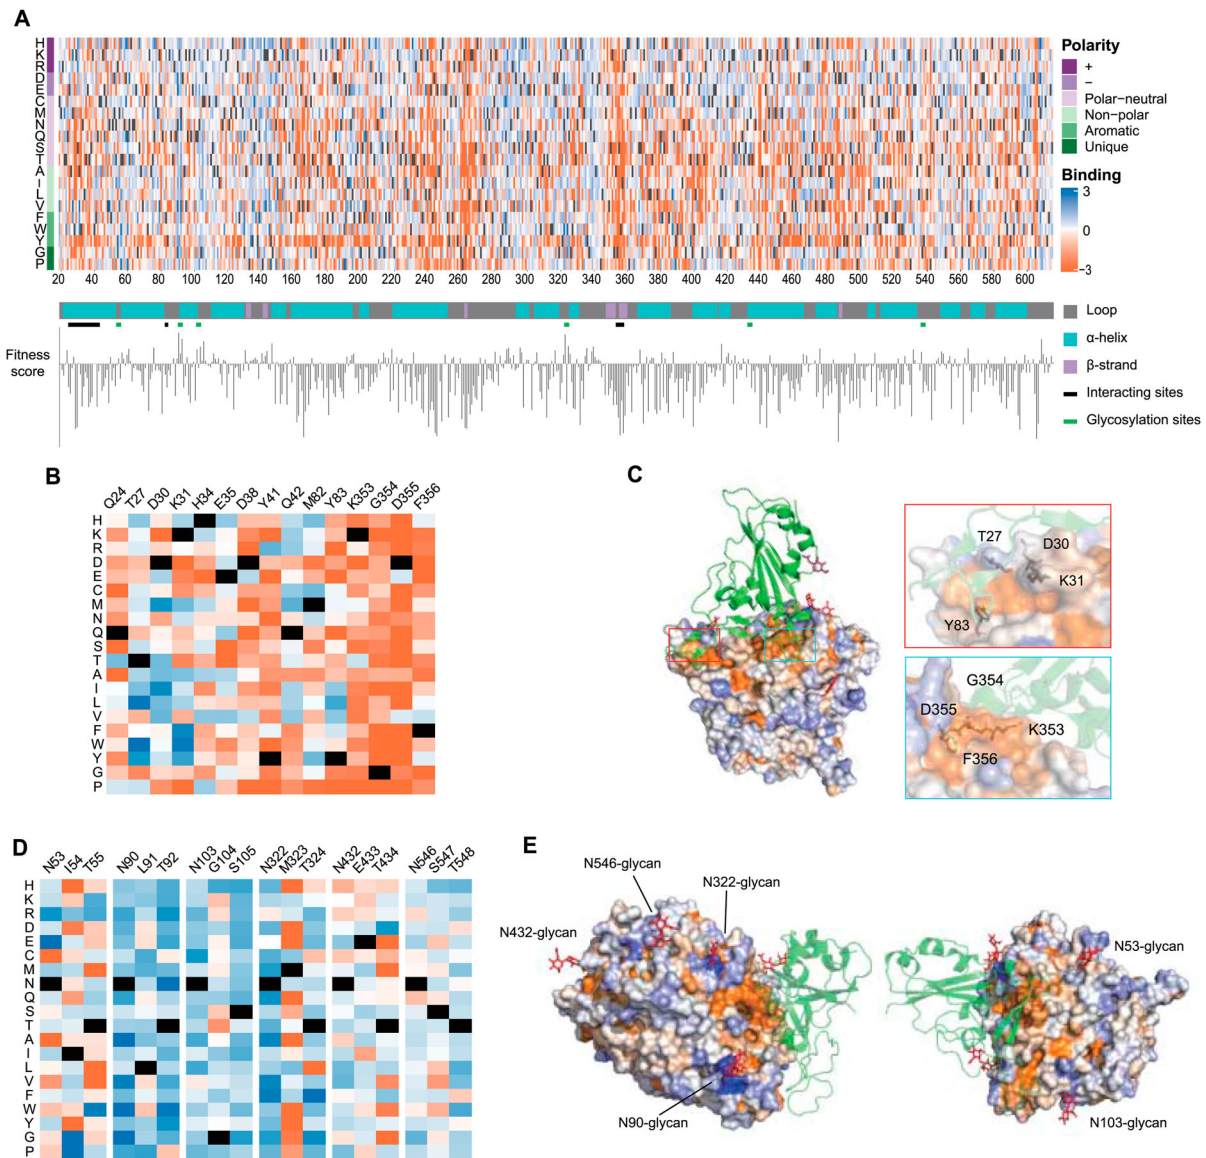 A
H
K
R
D
E
C
M
N
Q
S
T
A
I
L
V
F
W
Y
G
P
20 40 60 80 100 120 140 160 180 200 220 240 260 280 300 320 340 360 380 400 420 440 460 480 500 520 540 560 580 600
Polarity
+
−
Polar−neutral
Non−polar
Aromatic
Unique
Binding
3
0
−3
Fitness
score
Loop
α-helix
β-strand
Interacting sites
Glycosylation sites
B
Q24 T27 D30 K31 H34 E35 D38 Y41 Q42 M82 Y83 K353 G354 D355 F356
H
K
R
D
E
C
M
N
Q
S
T
A
I
L
V
F
W
Y
G
P
C
T27
D30
K31
Y83
G354
D355
K353
F356
D
N53 I54 T55 N90 L91 T92 N103 G104 S105 N322 M323 T324 N432 E433 T434 N546 S547 T548
H
K
R
D
E
C
M
N
Q
S
T
A
I
L
V
F
W
Y
G
P
E
N546-glycan
N322-glycan
N432-glycan
N53-glycan
N90-glycan
N103-glycan